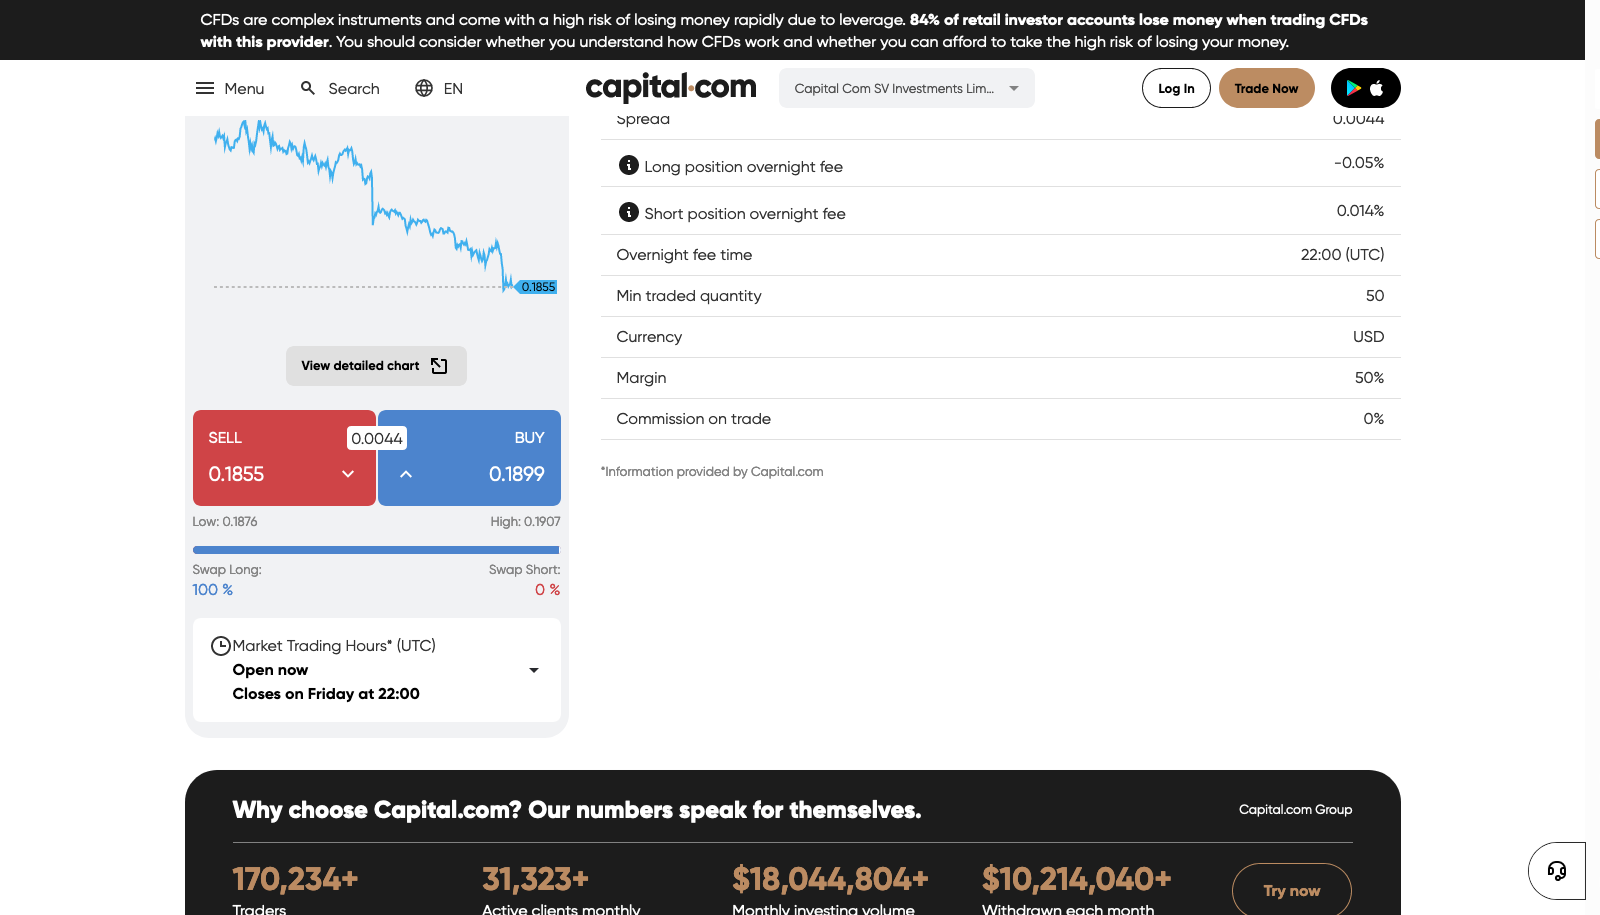 CFDs are complex instruments and come with a high risk of losing money rapidly due to leverage. 84% of retail investor accounts lose money when trading CFDs
with this provider. You should consider whether you understand how CFDs work and whether you can afford to take the high risk of losing your money.
Menu
Search
EN
capital.com
Capital Com SV Investments Lim...
Log In
Trade Now
Spread 0.0044
Long position overnight fee -0.05%
Short position overnight fee 0.014%
Overnight fee time 22:00 (UTC)
Min traded quantity 50
Currency USD
Margin 50%
Commission on trade 0%
*Information provided by Capital.com
0.1855
View detailed chart
SELL 0.0044 BUY
0.1855 0.1899
Low: 0.1876 High: 0.1907
Swap Long: Swap Short:
100 % 0 %
Market Trading Hours* (UTC)
Open now
Closes on Friday at 22:00
Why choose Capital.com? Our numbers speak for themselves.
Capital.com Group
170,234+ 31,323+ $18,044,804+ $10,214,040+
Try now
Traders Active clients monthly Monthly investing volume Withdrawn each month